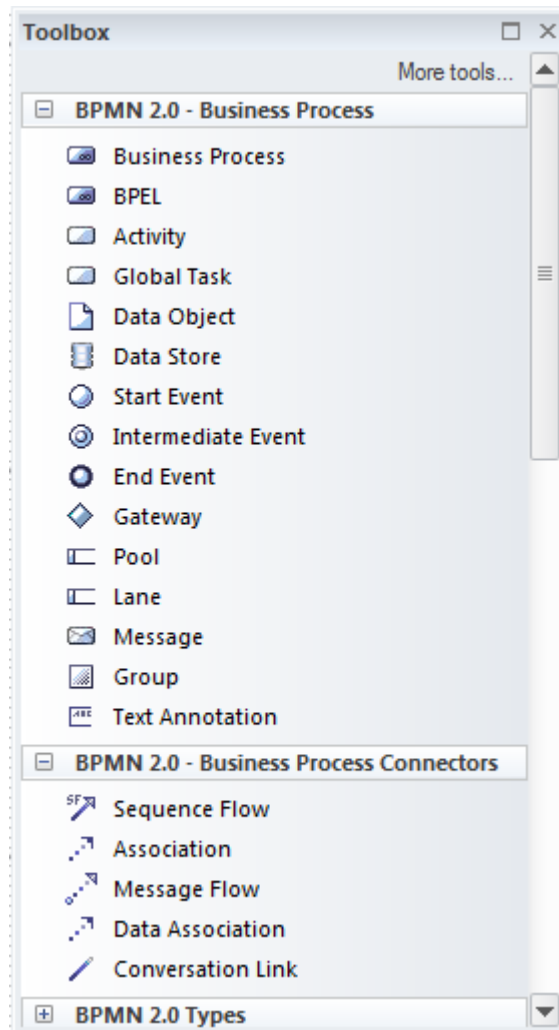 Toolbox
More tools...
BPMN 2.0 - Business Process
Business Process
BPEL
Activity
Global Task
Data Object
Data Store
Start Event
Intermediate Event
End Event
Gateway
Pool
Lane
Message
Group
Text Annotation
BPMN 2.0 - Business Process Connectors
Sequence Flow
Association
Message Flow
Data Association
Conversation Link
BPMN 2.0 Types